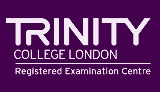 TRINITY
COLLEGE LONDON
Registered Examination Centre